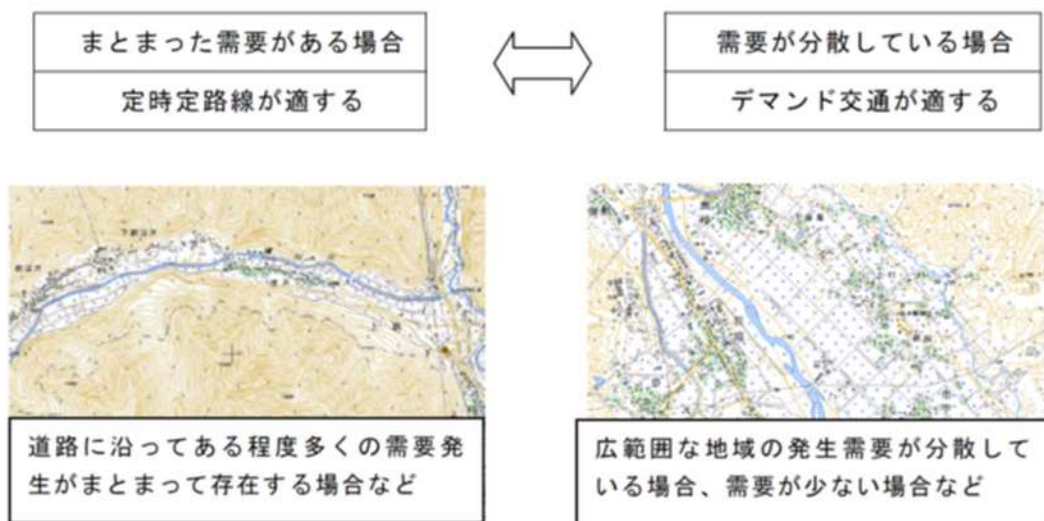 まとまった需要がある場合
定時定路線が適する
需要が分散している場合
デマンド交通が適する
道路に沿ってある程度多くの需要発
生がまとまって存在する場合など
広範囲な地域の発生需要が分散して
いる場合、需要が少ない場合など